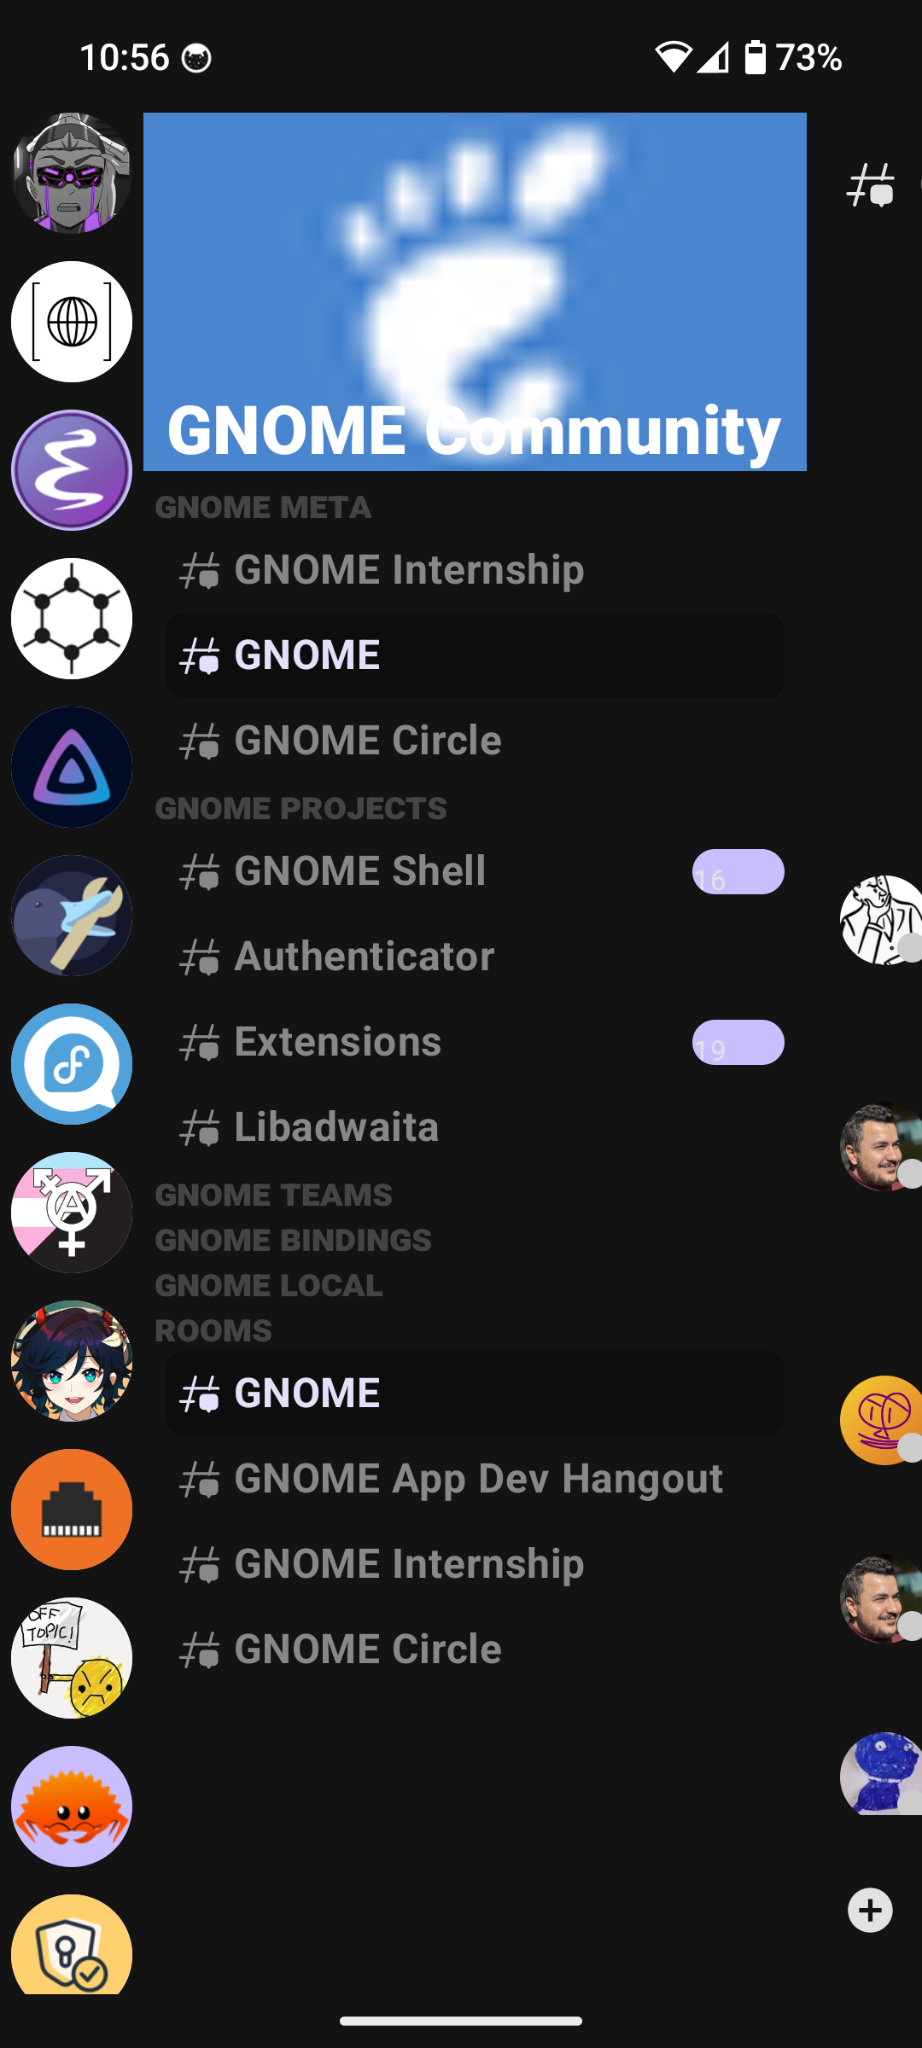 10:56 73%
GNOME Community
GNOME META
GNOME Internship
GNOME
GNOME Circle
GNOME PROJECTS
GNOME Shell 16
Authenticator
Extensions 19
Libadwaita
GNOME TEAMS
GNOME BINDINGS
GNOME LOCAL
ROOMS
GNOME
GNOME App Dev Hangout
GNOME Internship
OFF
TOPIC!
GNOME Circle